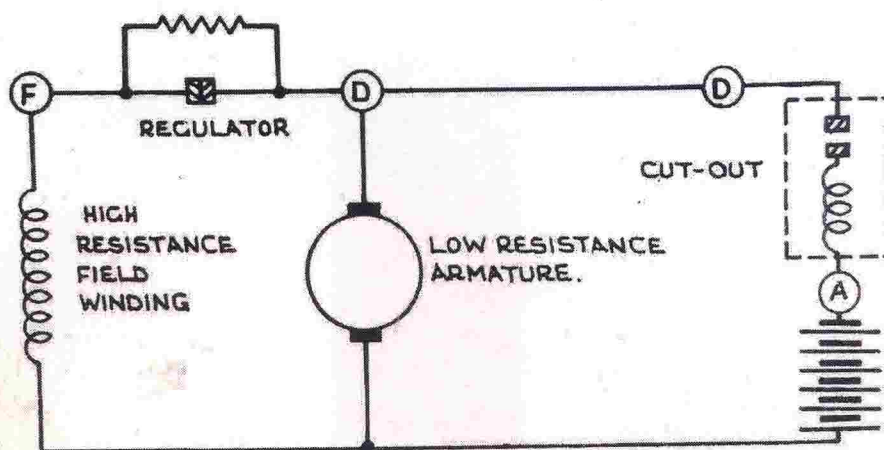 F
D
D
REGULATOR
CUT-OUT
HIGH
RESISTANCE
FIELD
WINDING
LOW RESISTANCE
ARMATURE.
A